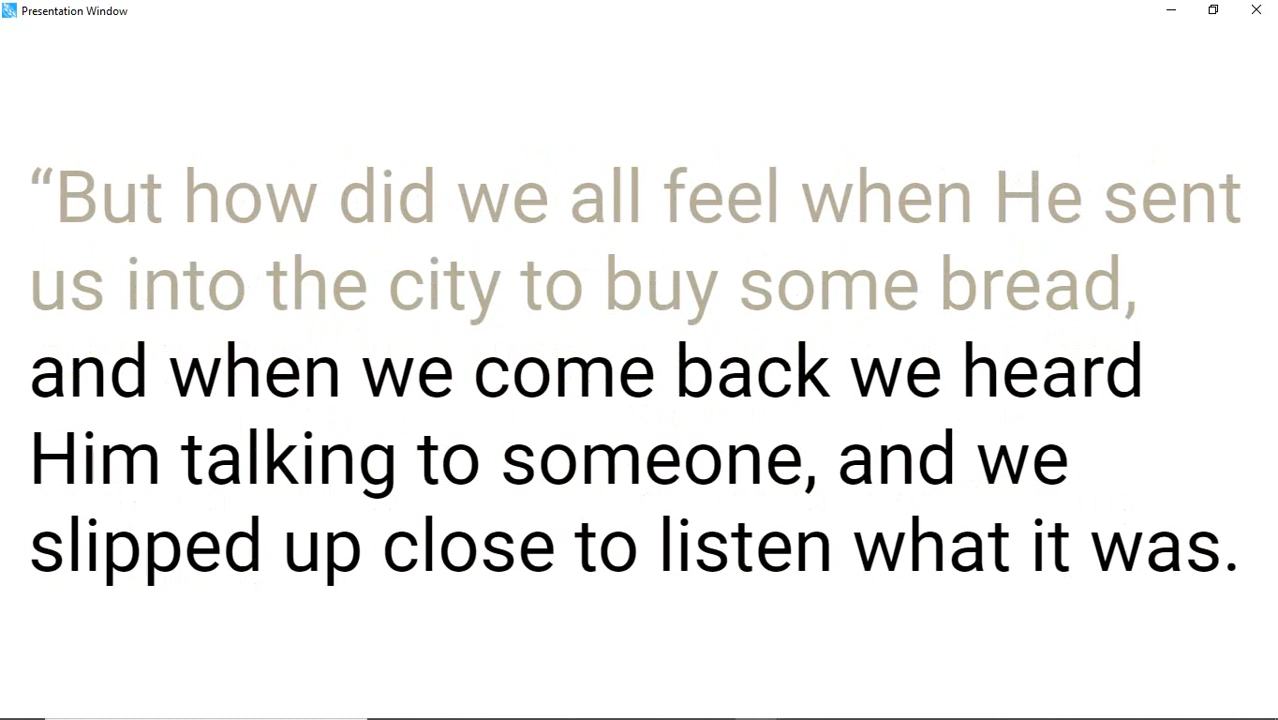 Presentation Window
“But how did we all feel when He sent
us into the city to buy some bread,
and when we come back we heard
Him talking to someone, and we
slipped up close to listen what it was.